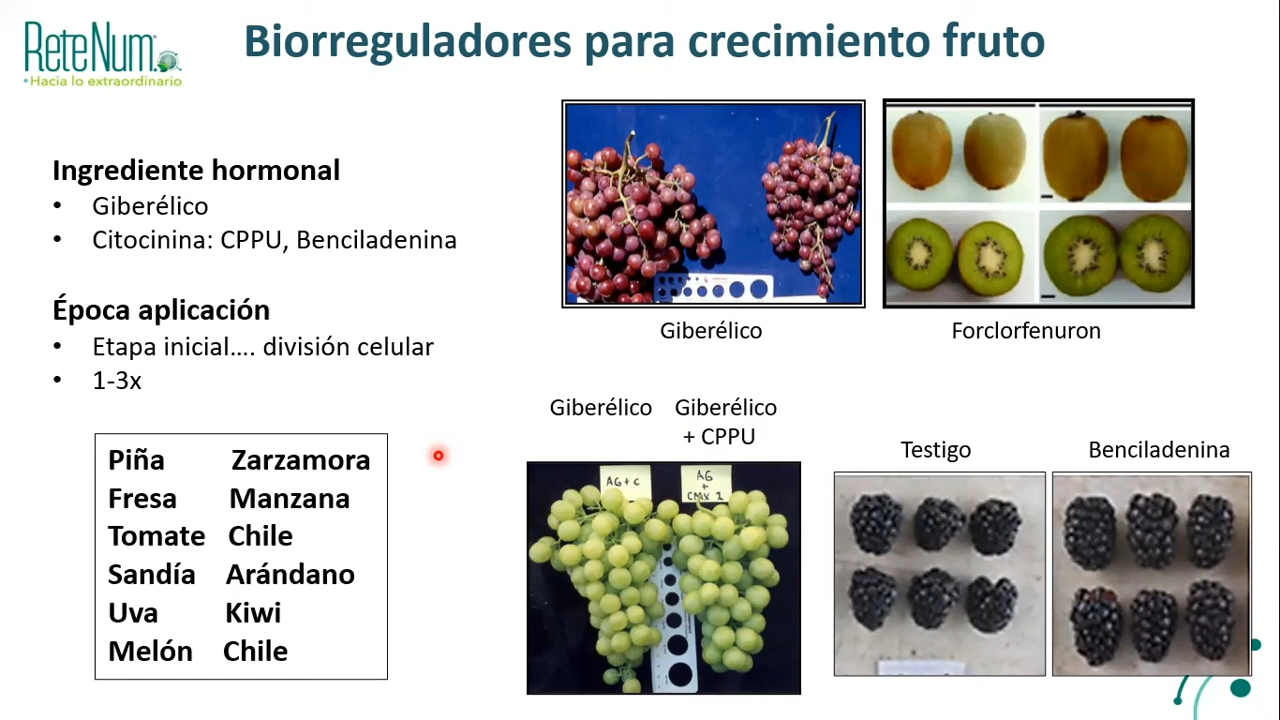 ReteNum
Hacia lo extraordinario
Biorreguladores para crecimiento fruto
Ingrediente hormonal
• Giberélico
• Citocinina: CPPU, Benciladenina
Época aplicación
• Etapa inicial.... división celular
• 1-3x
Piña Zarzamora
Fresa Manzana
Tomate Chile
Sandía Arándano
Uva Kiwi
Melón Chile
Giberélico
Forclorfenuron
Giberélico
Giberélico
+ CPPU
AG + C
AG
+
CMX 2
Testigo
Benciladenina